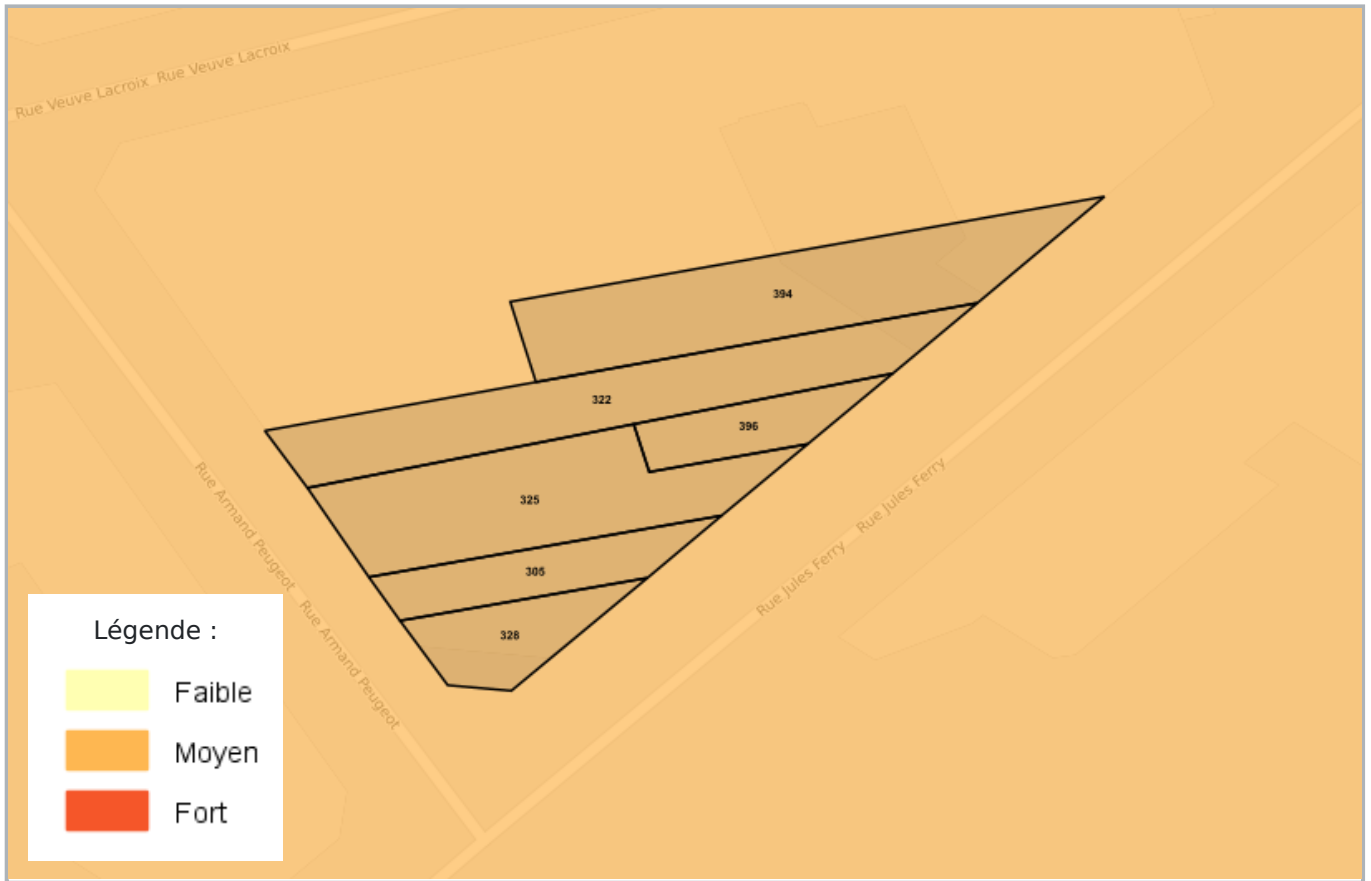 Rue Veuve Lacroix Rue Veuve Lacroix
394
322
396
325
305
328
Rue Armand Peugeot Rue Armand Peugeot
Rue Jules Ferry Rue Jules Ferry
Légende :
Faible
Moyen
Fort